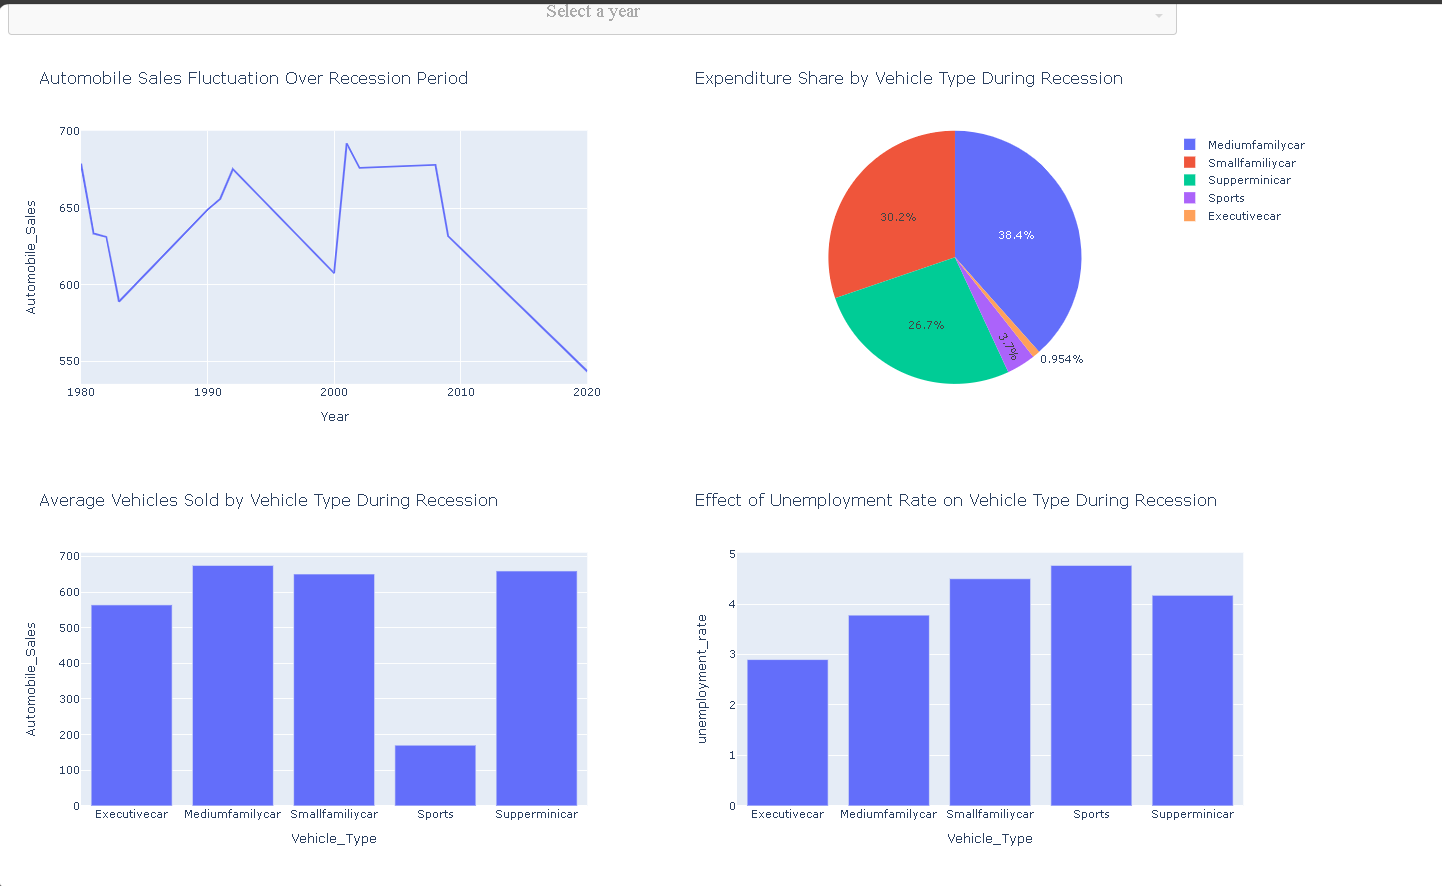 Select a year
Automobile Sales Fluctuation Over Recession Period
700
650
600
550
Automobile_Sales
1980 1990 2000 2010 2020
Year
Expenditure Share by Vehicle Type During Recession
38.4%
30.2%
26.7%
3.7%
0.954%
Mediumfamilycar
Smallfamiliycar
Supperminicar
Sports
Executivecar
Average Vehicles Sold by Vehicle Type During Recession
700
600
500
400
300
200
100
0
Automobile_Sales
Executivecar Mediumfamilycar Smallfamiliycar Sports Supperminicar
Vehicle_Type
Effect of Unemployment Rate on Vehicle Type During Recession
5
4
3
2
1
0
unemployment_rate
Executivecar Mediumfamilycar Smallfamiliycar Sports Supperminicar
Vehicle_Type